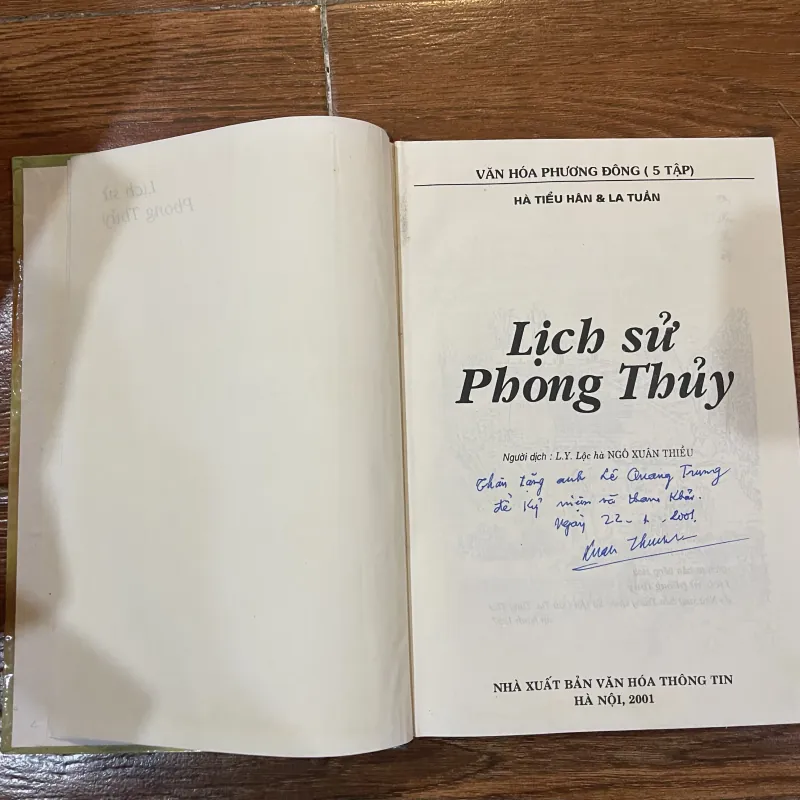 Lịch sử
Phong Thủy
VĂN HÓA PHƯƠNG ĐÔNG ( 5 TẬP)
HÀ TIỂU HÂN & LA TUẤN
Lịch sử
Phong Thủy
Người dịch : L.Y. Lộc hà NGÔ XUÂN THIỀU
Thân tặng anh Lê Quang Trung
để kỷ niệm và tham khảo.
Ngày 22 - - 2001.
NHÀ XUẤT BẢN VĂN HÓA THÔNG TIN
HÀ NỘI, 2001